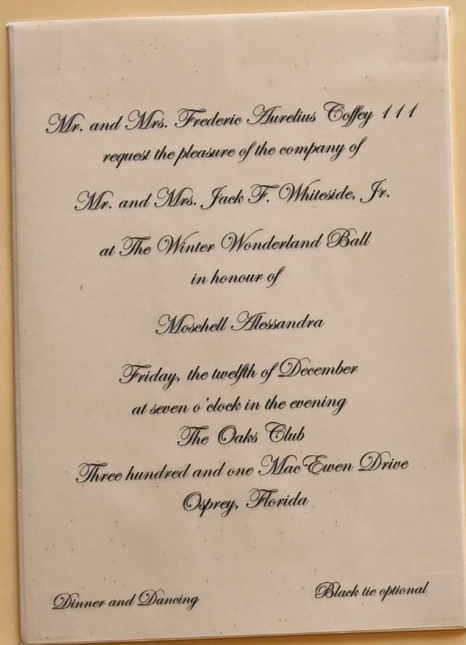 Mr. and Mrs. Frederic Aurelius Coffey 111
request the pleasure of the company of
Mr. and Mrs. Jack F. Whiteside, Jr.
at The Winter Wonderland Ball
in honour of
Moschell Alessandra
Friday, the twelfth of December
at seven o'clock in the evening
The Oaks Club
Three hundred and one MacEwen Drive
Osprey, Florida
Dinner and Dancing
Black tie optional